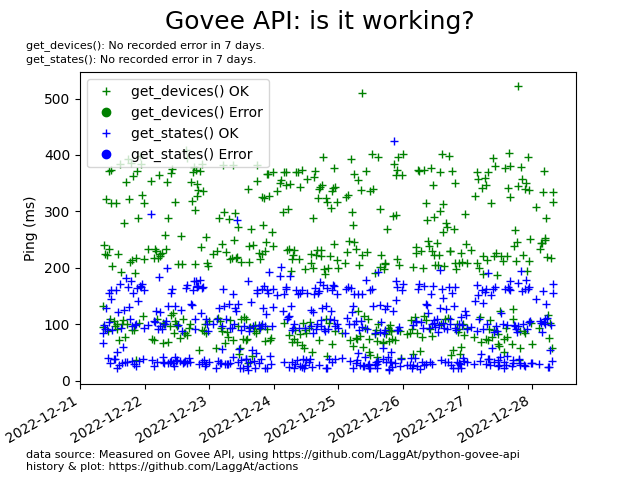 Govee API: is it working?
get_devices(): No recorded error in 7 days.
get_states(): No recorded error in 7 days.
get_devices() OK
get_devices() Error
get_states() OK
get_states() Error
Ping (ms)
500
400
300
200
100
0
2022-12-21
2022-12-22
2022-12-23
2022-12-24
2022-12-25
2022-12-26
2022-12-27
2022-12-28
data source: Measured on Govee API, using https://github.com/LaggAt/python-govee-api
history & plot: https://github.com/LaggAt/actions